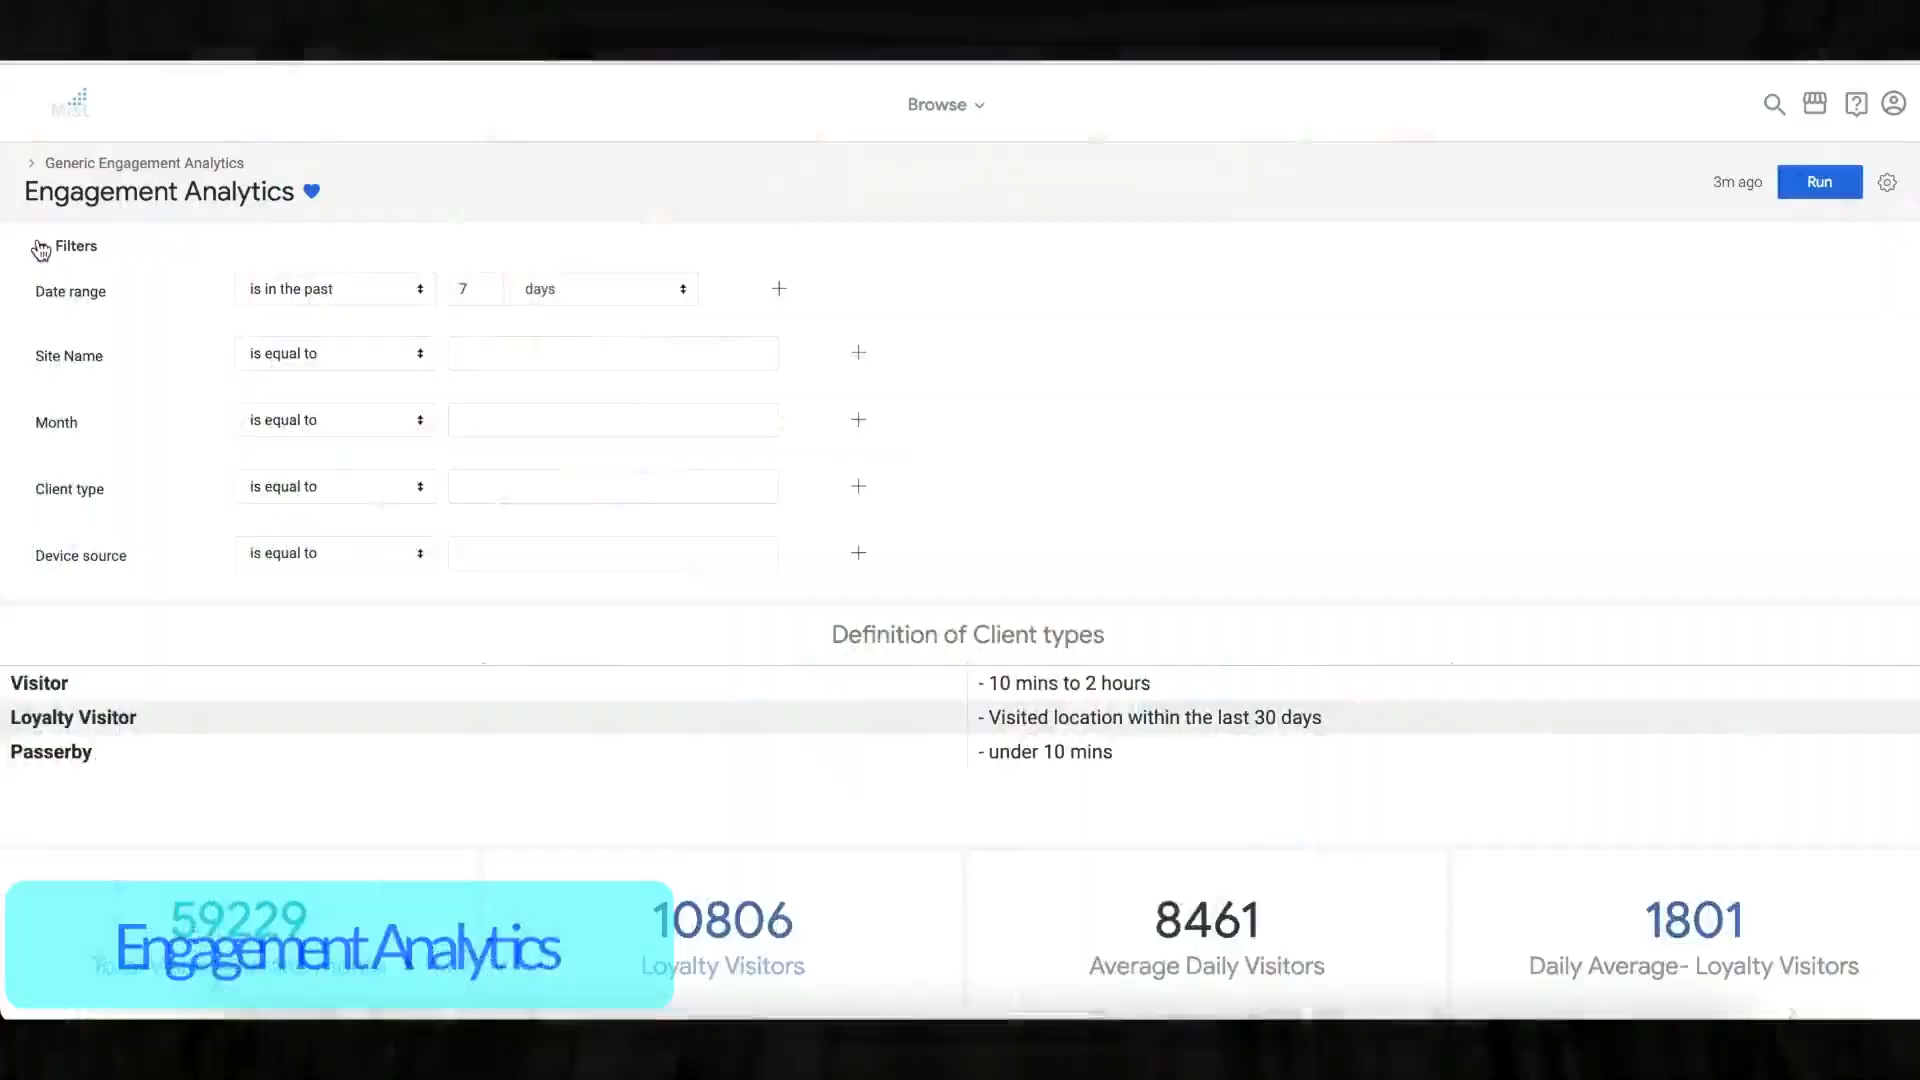 Mist
Browse
Generic Engagement Analytics
Engagement Analytics
3m ago
Run
Filters
Date range
is in the past
7
days
Site Name
is equal to
Month
is equal to
Client type
is equal to
Device source
is equal to
Definition of Client types
Visitor
- 10 mins to 2 hours
Loyalty Visitor
- Visited location within the last 30 days
Passerby
- under 10 mins
59229
10806
Loyalty Visitors
8461
Average Daily Visitors
1801
Daily Average- Loyalty Visitors
Engagement Analytics